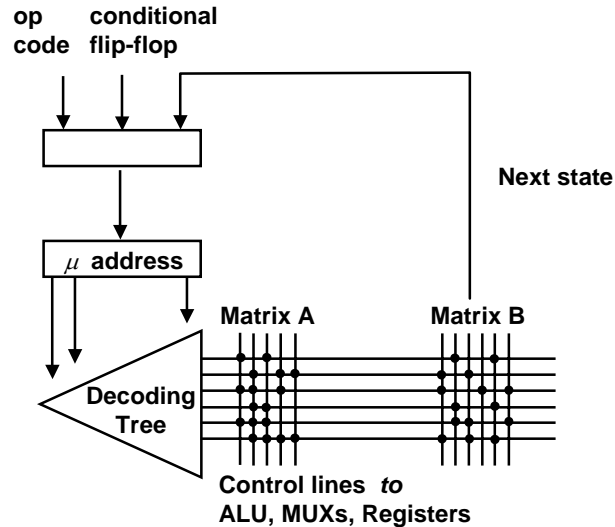 op conditional
code flip-flop
Next state
μ address
Matrix A Matrix B
Decoding
Tree
Control lines to
ALU, MUXs, Registers